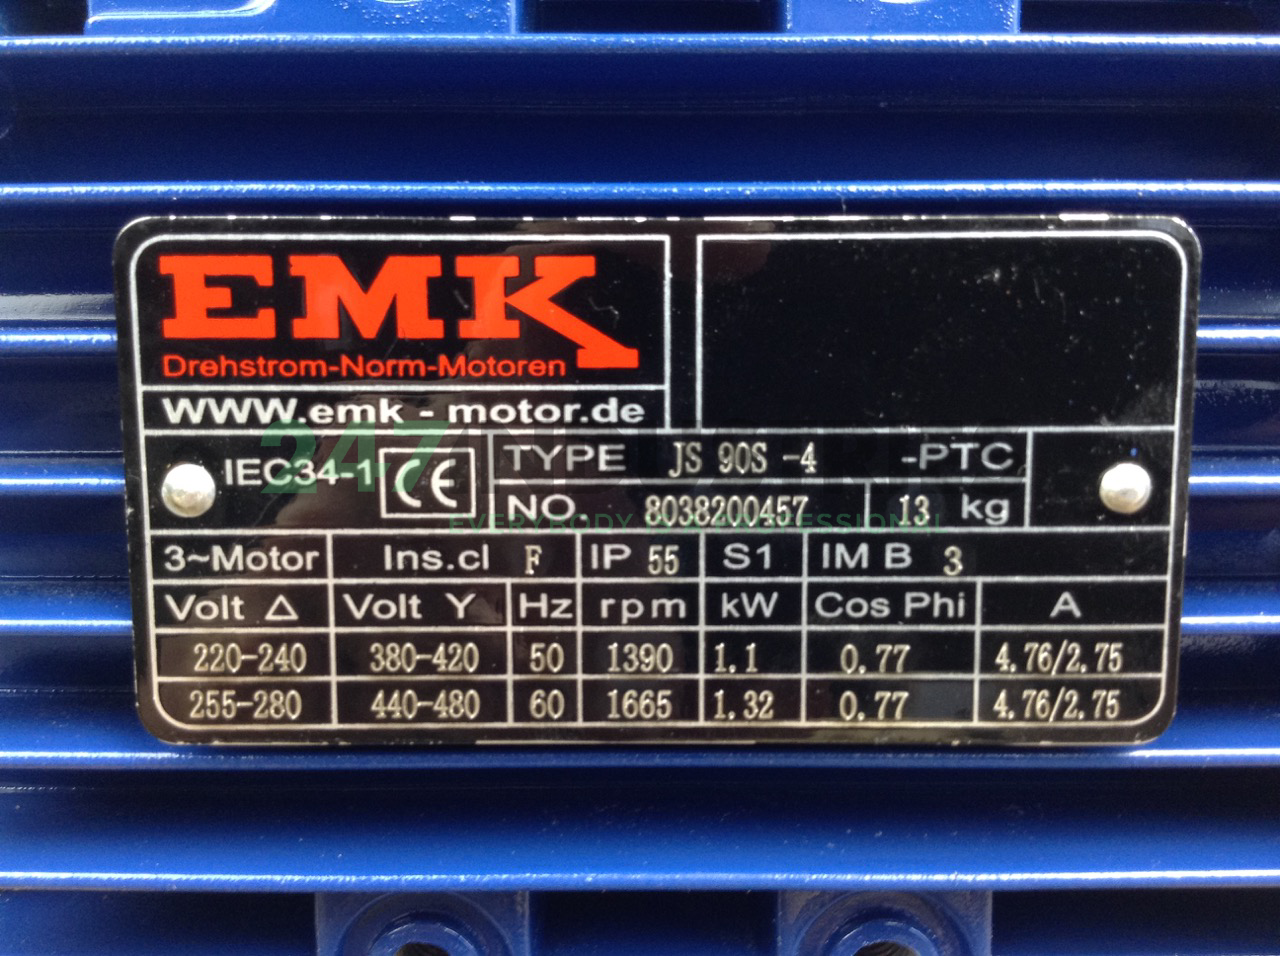 EMK
Drehstrom-Norm-Motoren
WWW.emk - motor.de
IEC34-1 CE TYPE JS 90S -4 -PTC
NO. 8038200457 13 kg
3~Motor Ins.cl F IP 55 S1 IM B 3
Volt Δ Volt Y Hz rpm kW Cos Phi A
220-240 380-420 50 1390 1.1 0.77 4.76/2.75
255-280 440-480 60 1665 1.32 0.77 4.76/2.75
247
EVERYBODY